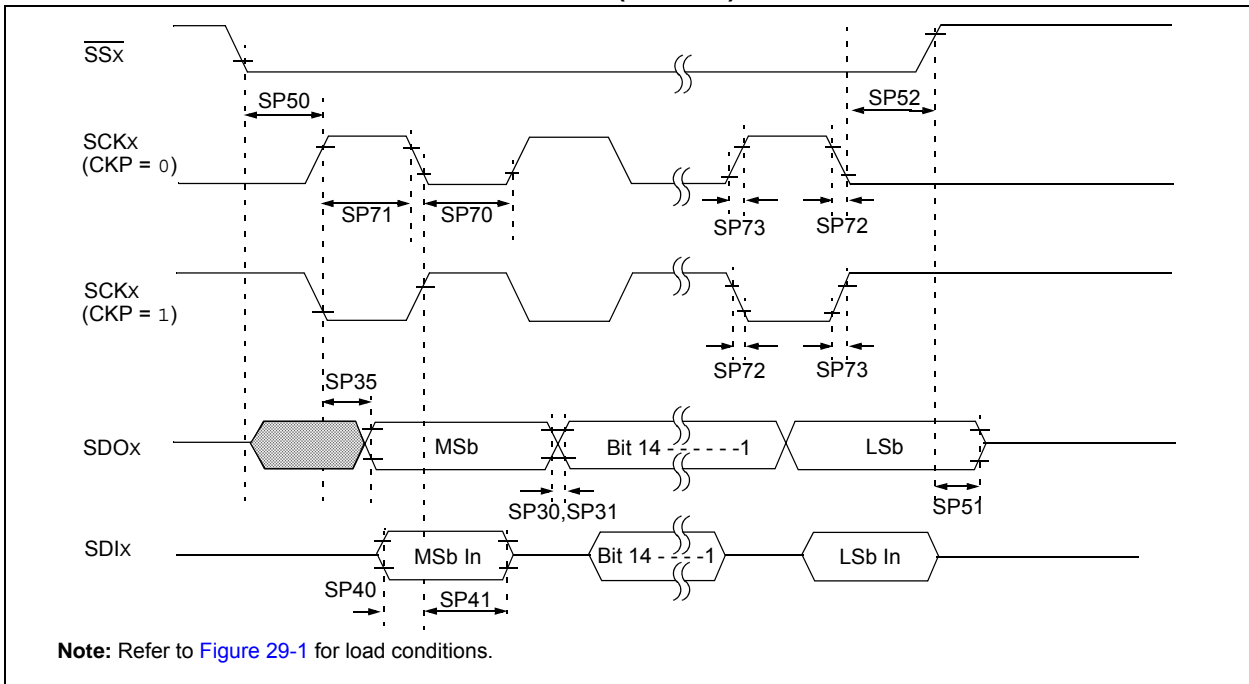 SSx
SP50
SP52
SCKx
(CKP = 0)
SP71
SP70
SP73
SP72
SCKx
(CKP = 1)
SP72
SP73
SP35
SDOx
MSb
Bit 14 - - - - - -1
LSb
SP30,SP31
SP51
SDIx
MSb In
Bit 14 - - - -1
LSb In
SP40
SP41
Note: Refer to Figure 29-1 for load conditions.